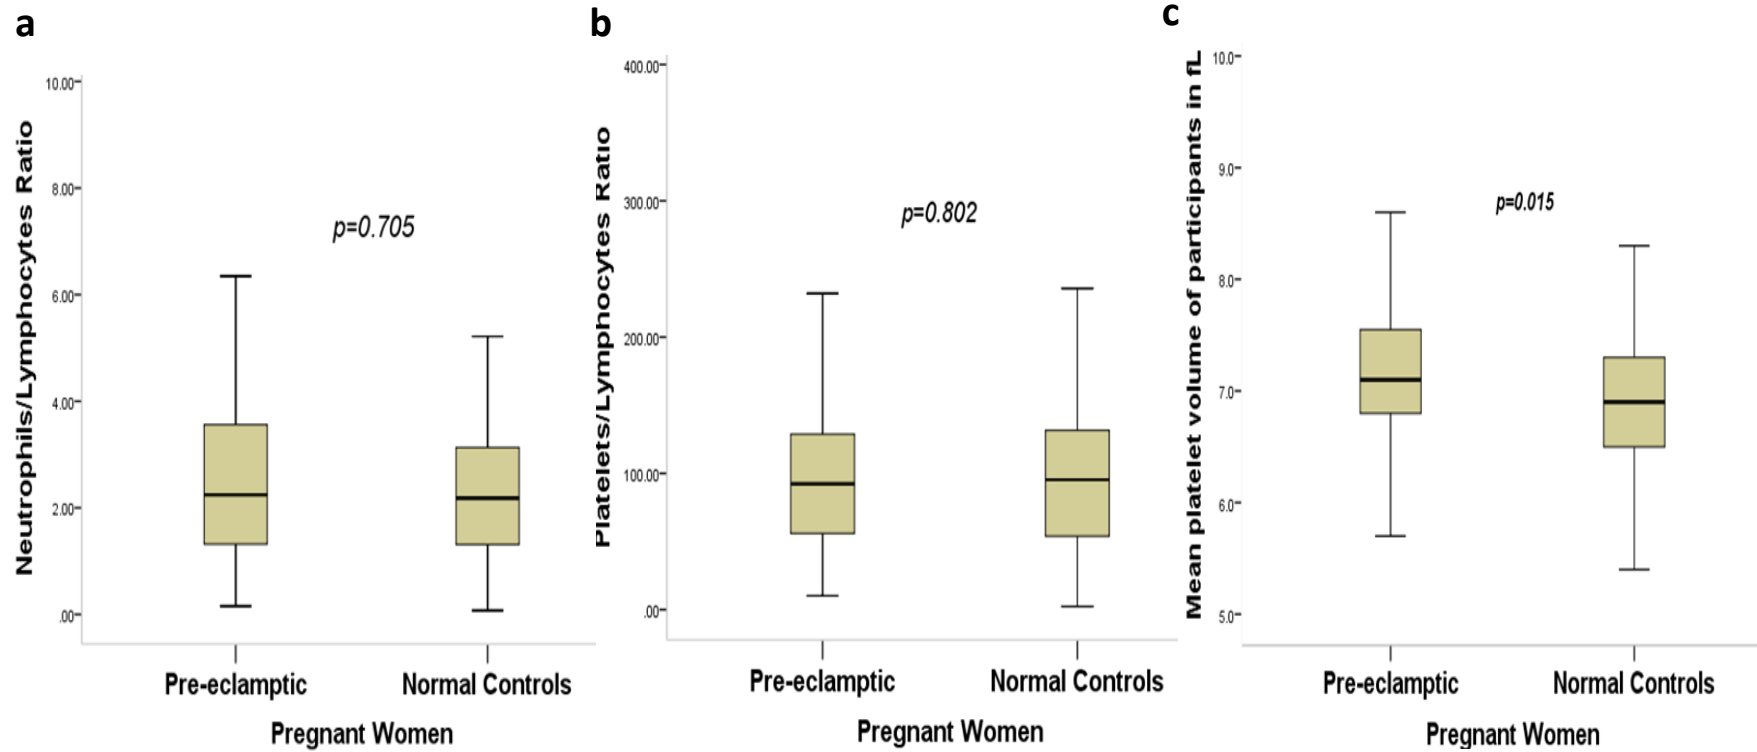 a
Neutrophils/Lymphocytes Ratio
10.00
8.00
6.00
4.00
2.00
.00
p=0.705
Pre-eclamptic
Normal Controls
Pregnant Women
b
Platelets/Lymphocytes Ratio
400.00
300.00
200.00
100.00
.00
p=0.802
Pre-eclamptic
Normal Controls
Pregnant Women
c
Mean platelet volume of participants in fL
10.0
9.0
8.0
7.0
6.0
5.0
p=0.015
Pre-eclamptic
Normal Controls
Pregnant Women